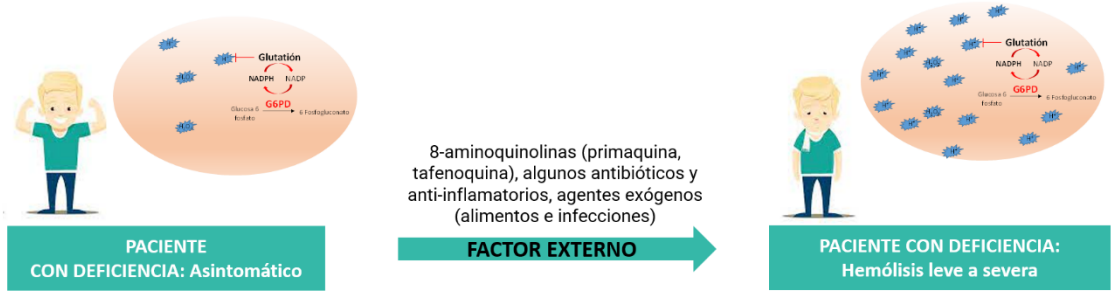 Glutatión
NADPH
NADP
G6PD
Glucosa 6
fosfato
6 Fosfogluconato
PACIENTE
CON DEFICIENCIA: Asintomático
8-aminoquinolinas (primaquina,
tafenoquina), algunos antibióticos y
anti-inflamatorios, agentes exógenos
(alimentos e infecciones)
FACTOR EXTERNO
Glutatión
NADPH
NADP
G6PD
Glucosa 6
fosfato
6 Fosfogluconato
PACIENTE CON DEFICIENCIA:
Hemólisis leve a severa